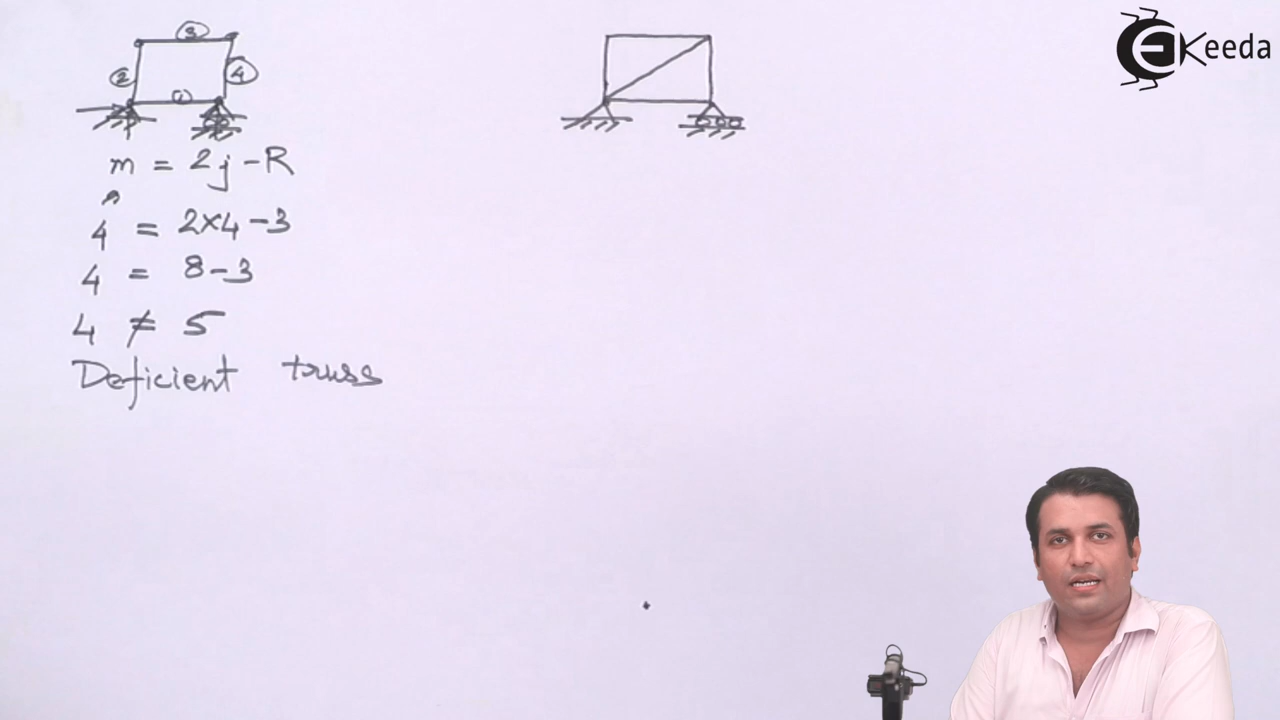 ③
②
④
①
m = 2j - R
4 = 2×4 - 3
4 = 8 - 3
4 ≠ 5
Deficient truss
EKeeda